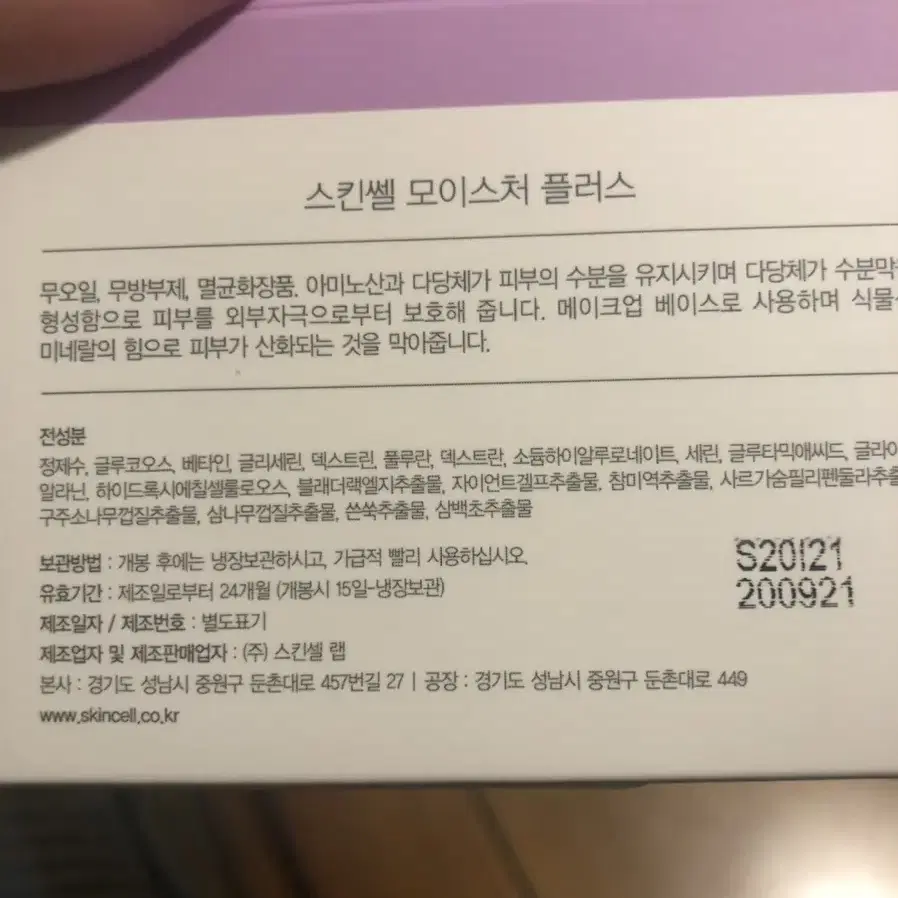 스킨쎌 모이스처 플러스
무오일, 무방부제, 멸균화장품. 아미노산과 다당체가 피부의 수분을 유지시키며 다당체가 수분막
형성함으로 피부를 외부자극으로부터 보호해 줍니다. 메이크업 베이스로 사용하며 식물
미네랄의 힘으로 피부가 산화되는 것을 막아줍니다.
전성분
정제수, 글루코오스, 베타인, 글리세린, 덱스트린, 풀루란, 덱스트란, 소듐하이알루로네이트, 세린, 글루타믹애씨드, 글라이
알라닌, 하이드록시에칠셀룰로오스, 블래더랙엘지추출물, 자이언트켈프추출물, 참미역추출물, 사르가숨필리펜둘라추출
구주소나무껍질추출물, 삼나무껍질추출물, 쓴쑥추출물, 삼백초추출물
보관방법 : 개봉 후에는 냉장보관하시고, 가급적 빨리 사용하십시오.
유효기간 : 제조일로부터 24개월 (개봉시 15일-냉장보관)
제조일자 / 제조번호 : 별도표기
제조업자 및 제조판매업자 : (주) 스킨셀 랩
본사 : 경기도 성남시 중원구 둔촌대로 457번길 27 | 공장 : 경기도 성남시 중원구 둔촌대로 449
www.skincell.co.kr
S20I21
200921